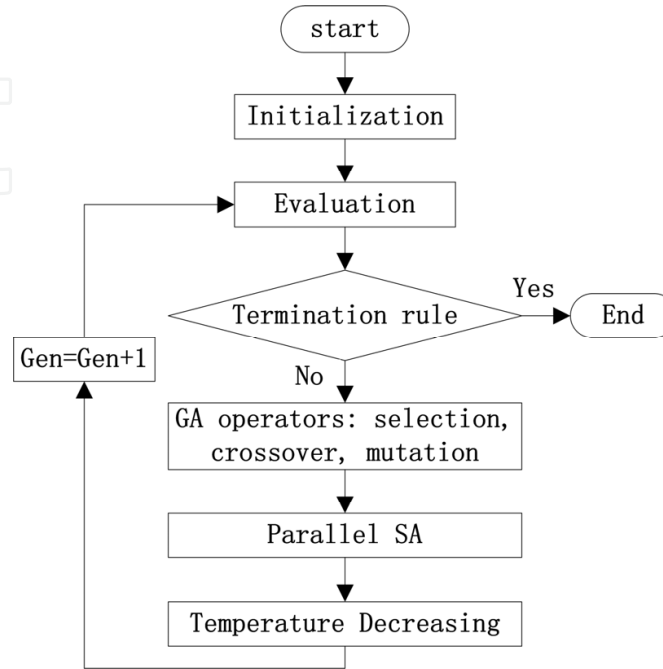 start
Initialization
Evaluation
Termination rule
Yes
End
Gen=Gen+1
No
GA operators: selection,
crossover, mutation
Parallel SA
Temperature Decreasing